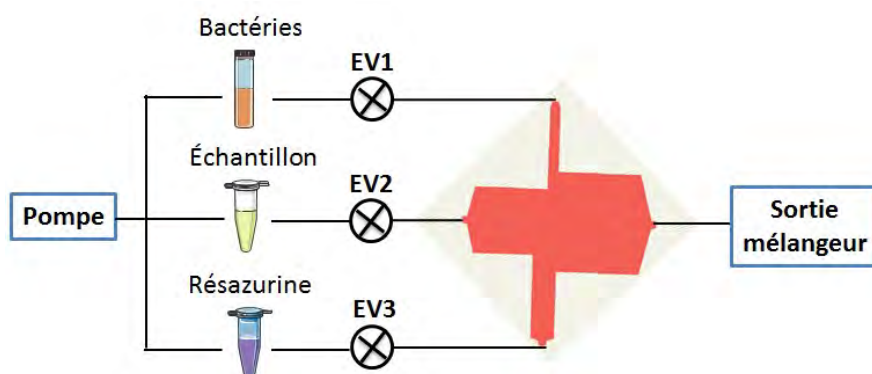 Bactéries
EV1
Échantillon
EV2
Pompe
Sortie
mélangeur
Résazurine
EV3